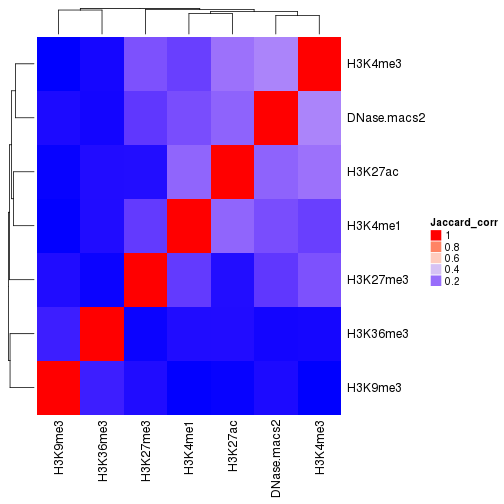 H3K4me3
DNase.macs2
H3K27ac
H3K4me1
H3K27me3
H3K36me3
H3K9me3
Jaccard_corr
1
0.8
0.6
0.4
0.2
H3K9me3
H3K36me3
H3K27me3
H3K4me1
H3K27ac
DNase.macs2
H3K4me3